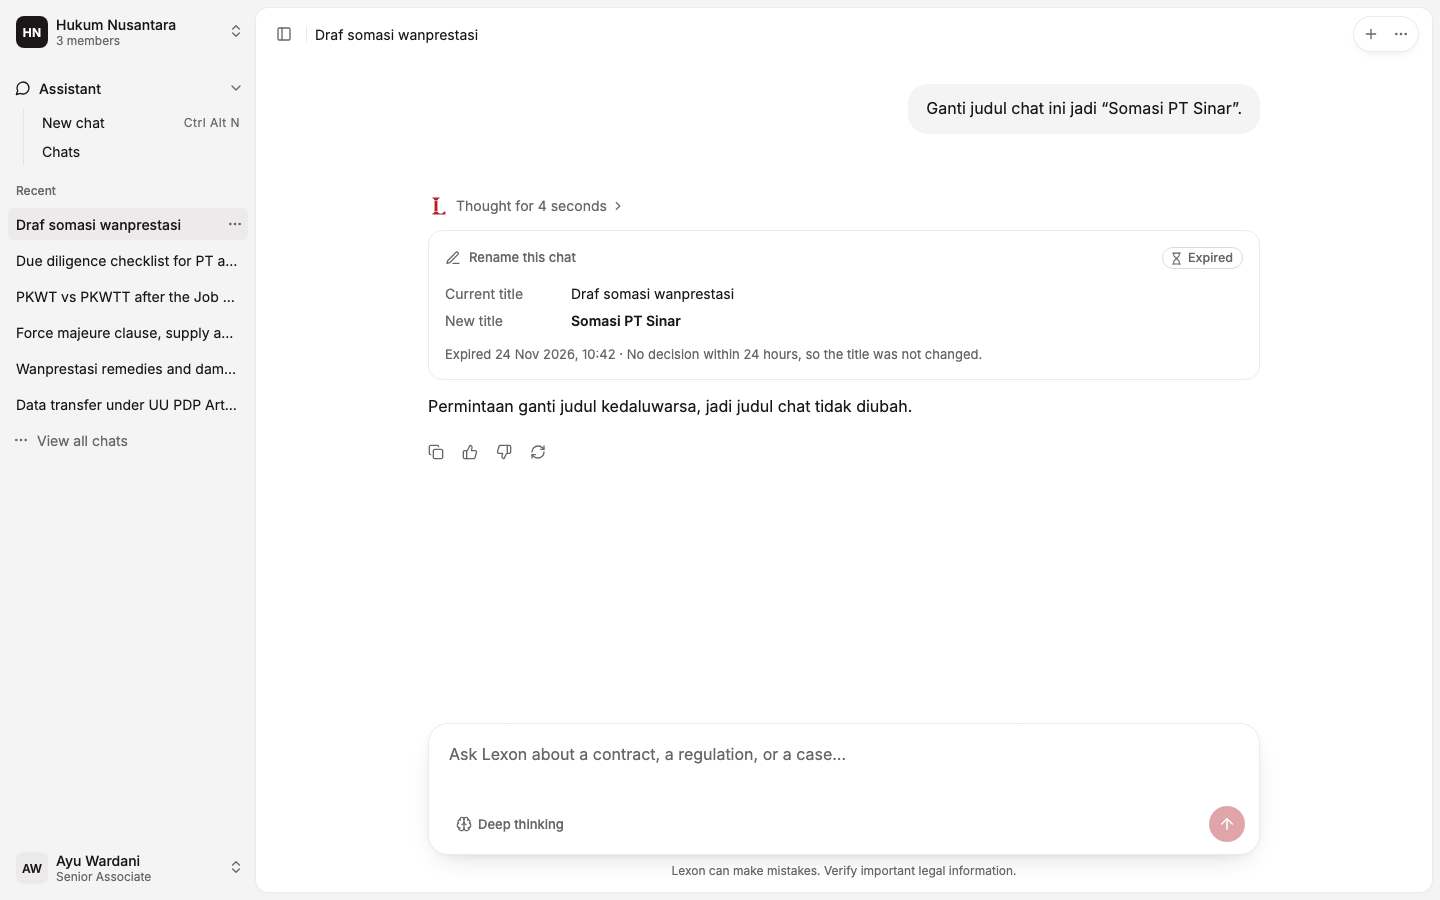 HN
Hukum Nusantara
3 members
Assistant
New chat
Ctrl Alt N
Chats
Recent
Draf somasi wanprestasi
Due diligence checklist for PT a...
PKWT vs PKWTT after the Job ...
Force majeure clause, supply a...
Wanprestasi remedies and dam...
Data transfer under UU PDP Art...
View all chats
AW
Ayu Wardani
Senior Associate
Draf somasi wanprestasi
Ganti judul chat ini jadi “Somasi PT Sinar”.
L
Thought for 4 seconds
Rename this chat
Expired
Current title
Draf somasi wanprestasi
New title
Somasi PT Sinar
Expired 24 Nov 2026, 10:42 · No decision within 24 hours, so the title was not changed.
Permintaan ganti judul kedaluwarsa, jadi judul chat tidak diubah.
Ask Lexon about a contract, a regulation, or a case...
Deep thinking
Lexon can make mistakes. Verify important legal information.